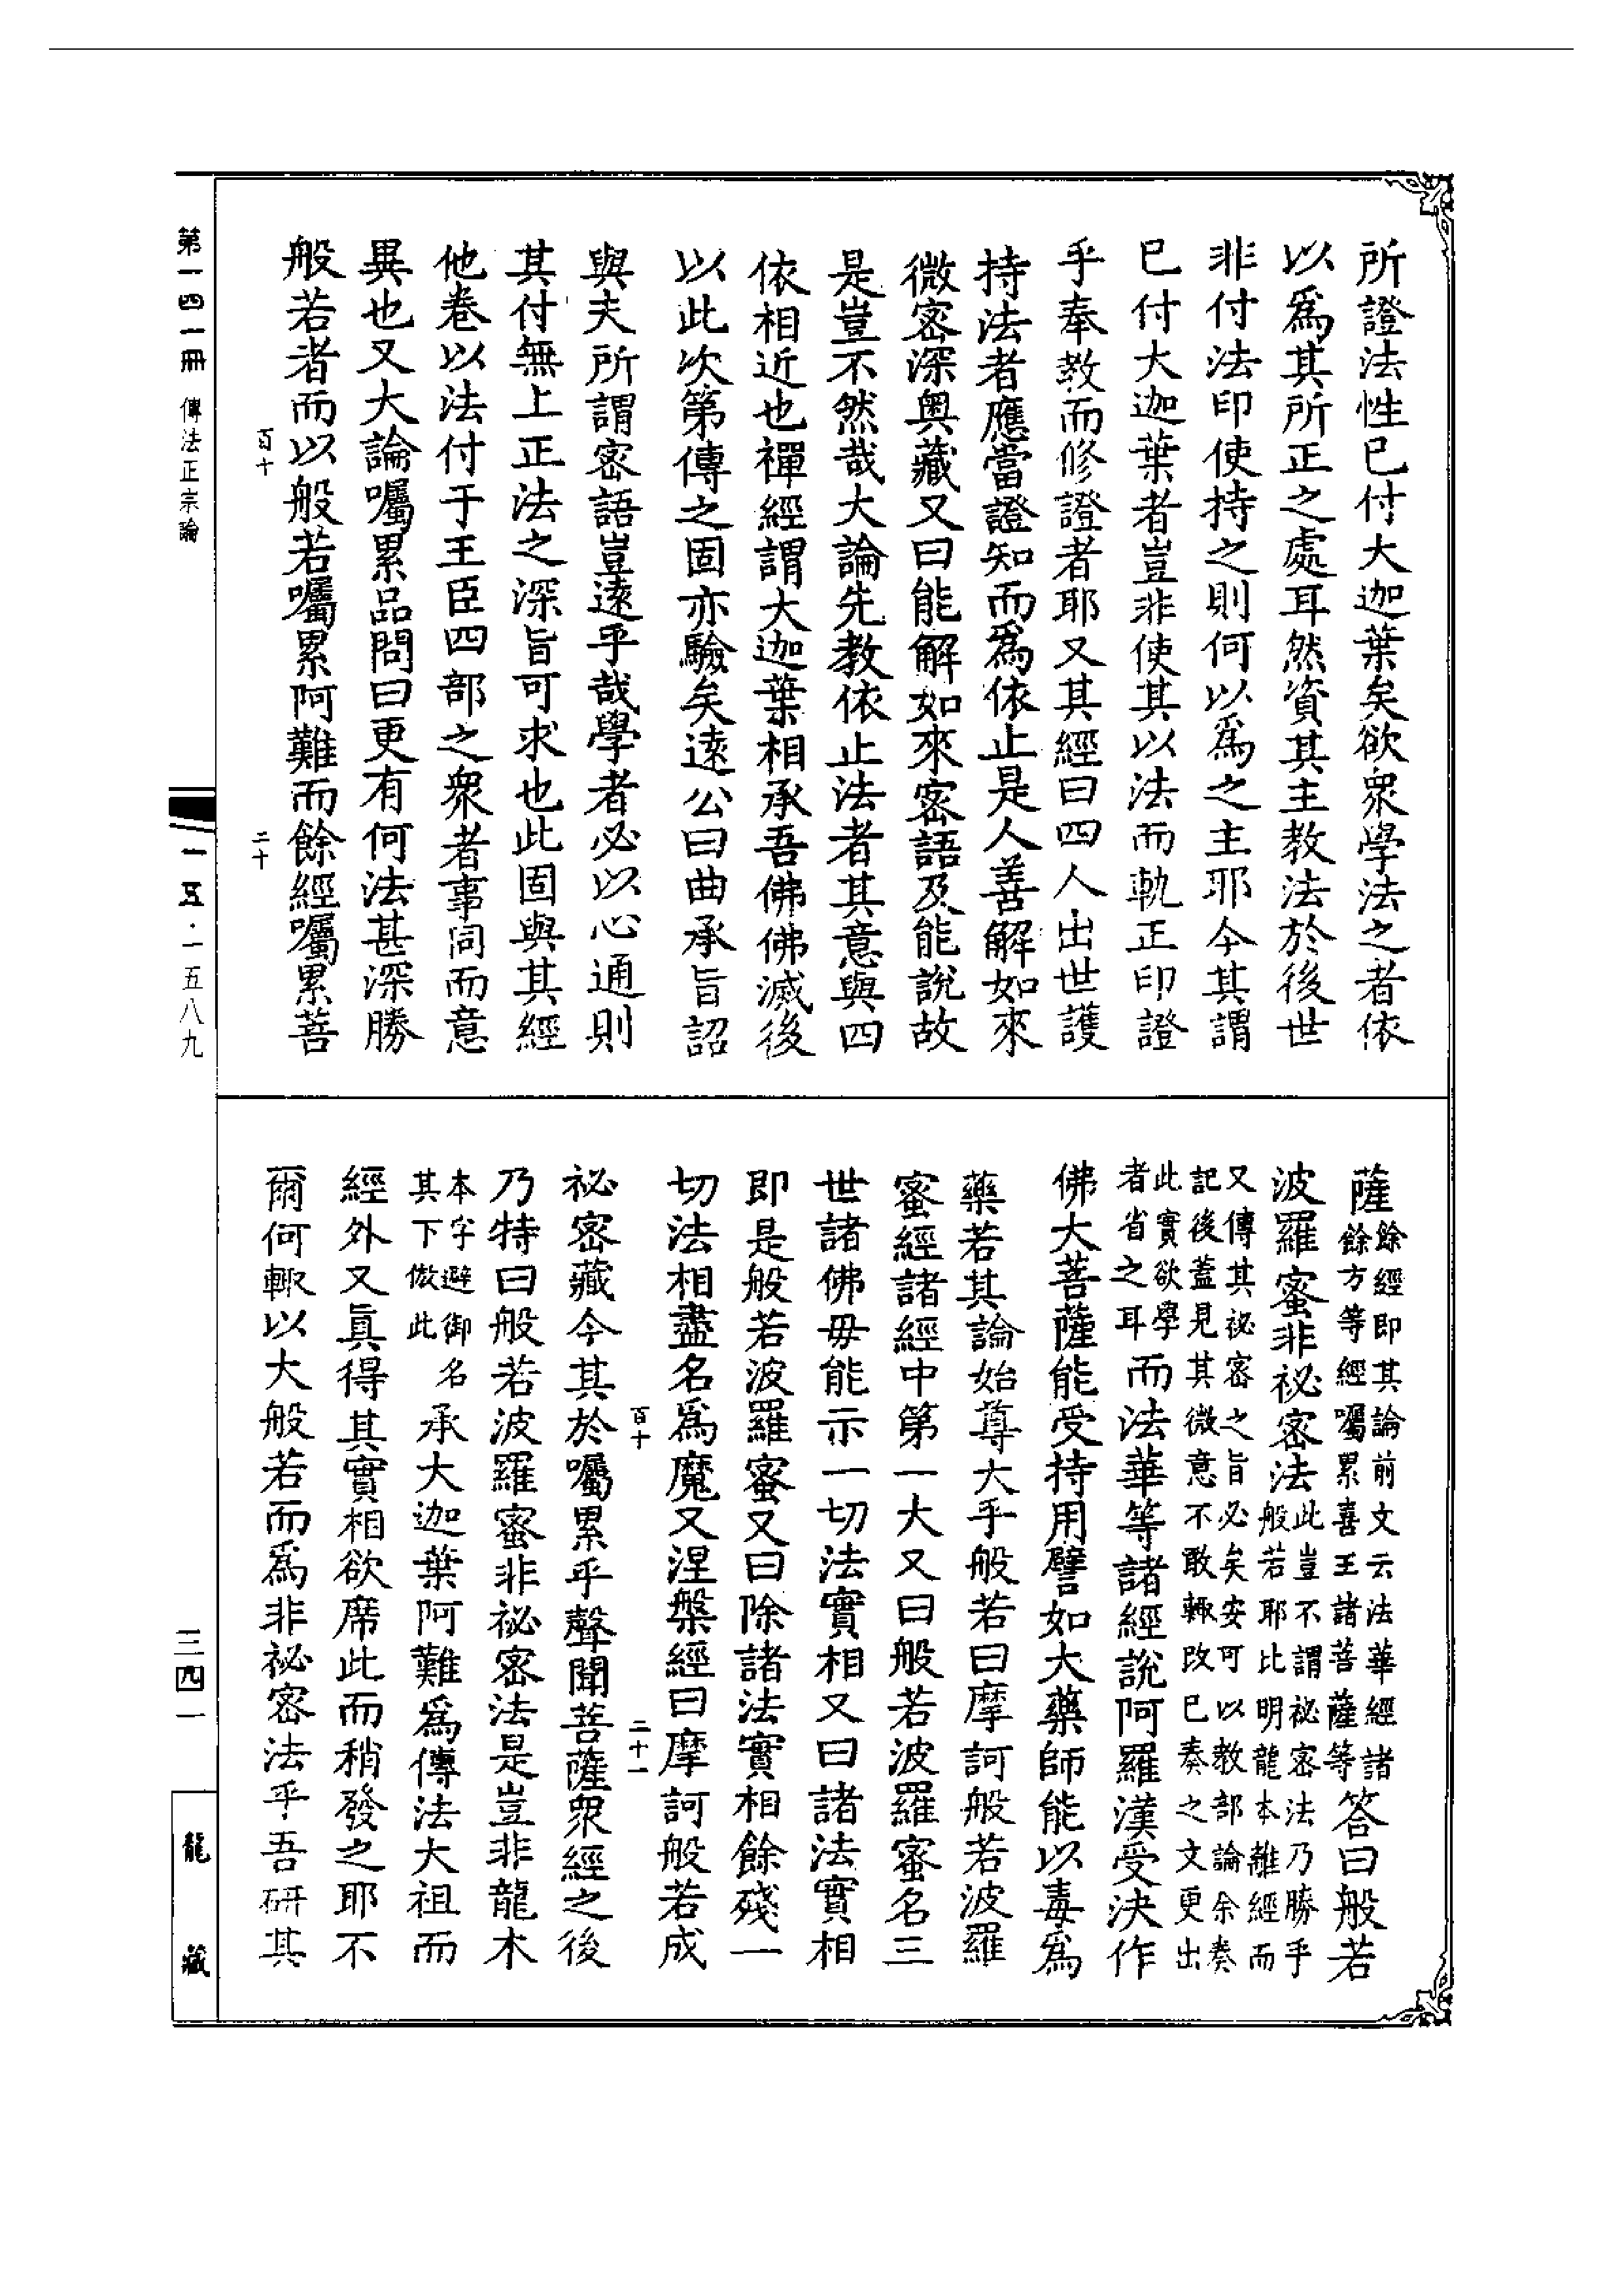 所證法性已付大迦葉矣欲衆學法之者依
以爲其所正之處耳然資其主教法於後世
非付法印使持之則何以爲之主耶今其謂
已付大迦葉者豈非使其以法而軌正印證
乎奉教而修證者耶又其經曰四人出世護
持法者應當證知而爲依止是人善解如來
微密深奥藏又曰能解如來密語及能說故
是豈不然哉大論先教依止法者其意與四
依相近也禪經謂大迦葉相承吾佛佛滅後
以此次第傳之固亦驗矣遠公曰曲承旨詔
與夫所謂密語豈遠乎哉學者必以心通則
其付無上正法之深旨可求也此固與其經
他卷以法付于王臣四部之衆者事同而意
異也又大論囑累品問曰更有何法甚深勝
般若者而以般若囑累阿難而餘經囑累菩
百十
二十
薩餘經即其論前文云法華經諸餘方等經囑累喜王諸菩薩等答曰般若
波羅蜜非祕密法此豈不謂祕密法乃勝乎般若耶比明龍本雖經而
又傳其祕密之旨必矣安可以教部論余奏
記後蓋見其微意不敢輙改已奏之文更出
此實欲學者省之耳而法華等諸經說阿羅漢受決作
佛大菩薩能受持用譬如大藥師能以毒爲
藥若其論始尊大乎般若曰摩訶般若波羅
蜜經諸經中第一大又曰般若波羅蜜名三
世諸佛毋能示一切法實相又曰諸法實相
即是般若波羅蜜又曰除諸法實相餘殘一
切法相盡名爲魔又涅槃經曰摩訶般若成
百十
二十一
祕密藏今其於囑累乎聲聞菩薩衆經之後
乃特曰般若波羅蜜非祕密法是豈非龍木
本字避御名其下倣此承大迦葉阿難爲傳法大祖而
經外又真得其實相欲席此而稍發之耶不
爾何輙以大般若而爲非祕密法乎吾研其
第一四一冊 傳法正宗論
一五·一五八九
三四一
龍藏